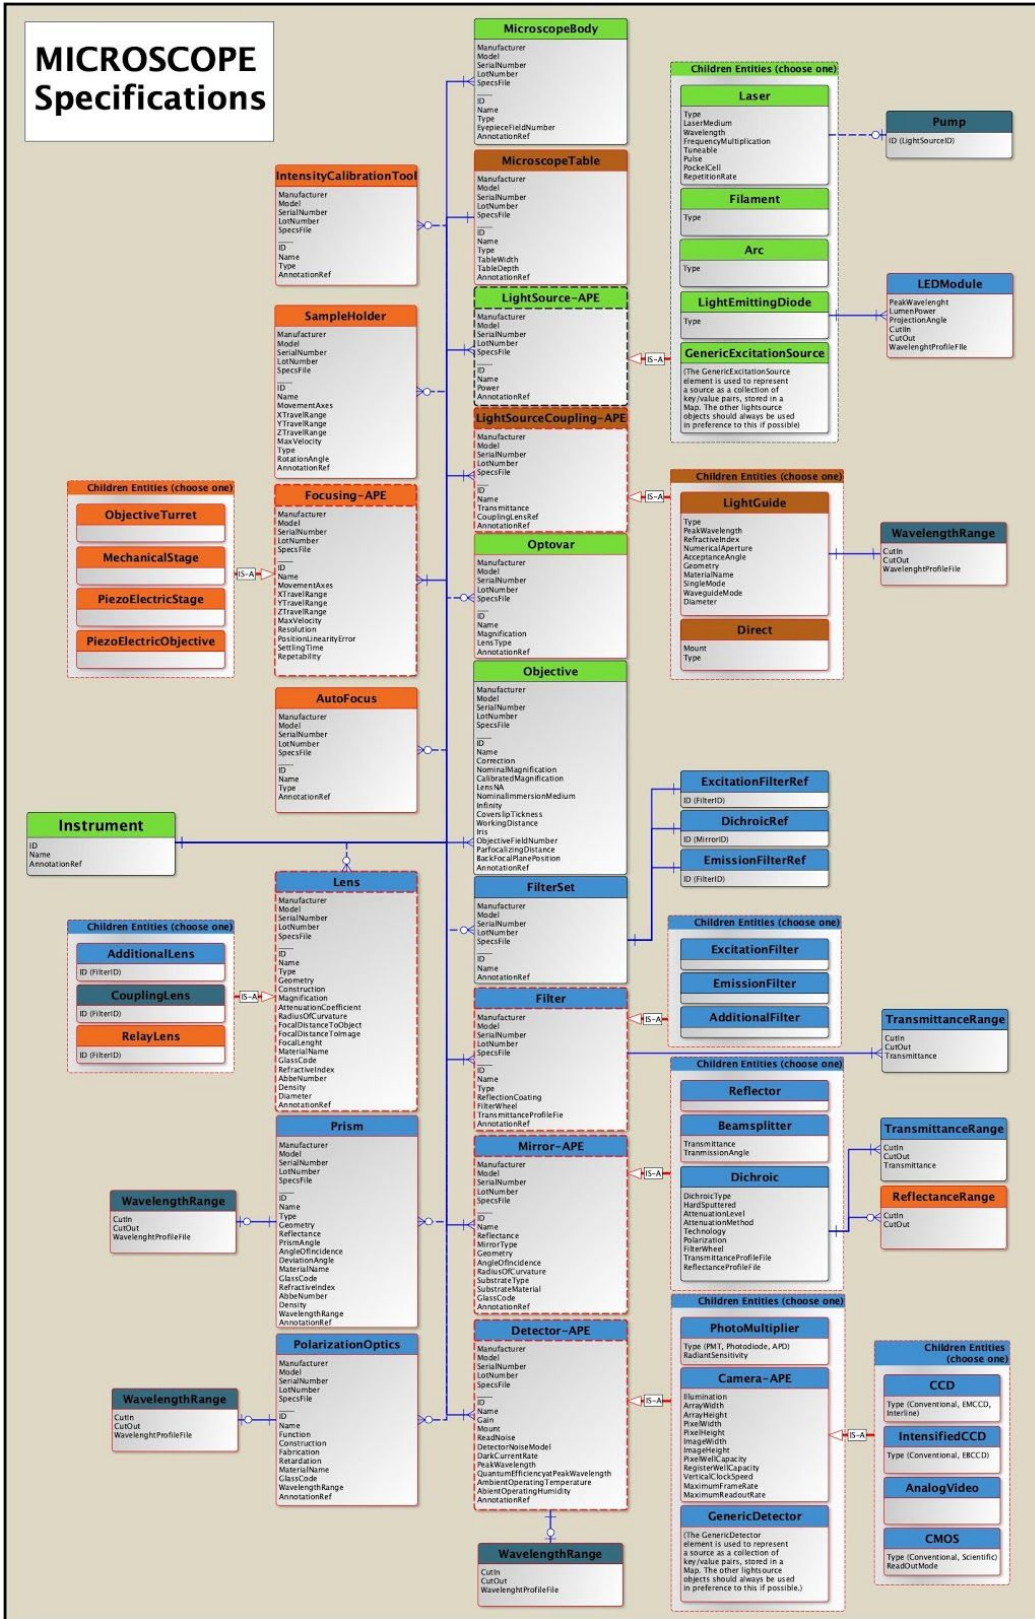 MICROSCOPE
Specifications
MicroscopeBody
Manufacturer
Model
SerialNumber
LotNumber
SpecsFile
ID
Name
Type
EyepieceFieldNumber
AnnotationRef
MicroscopeTable
Manufacturer
Model
SerialNumber
LotNumber
SpecsFile
ID
Name
Type
TableWidth
TableDepth
AnnotationRef
LightSource-APE
Manufacturer
Model
SerialNumber
LotNumber
SpecsFile
ID
Name
Power
AnnotationRef
LightSourceCoupling-APE
Manufacturer
Model
SerialNumber
LotNumber
SpecsFile
ID
Name
Transmittance
CouplingLensRef
AnnotationRef
Optovar
Manufacturer
Model
SerialNumber
LotNumber
SpecsFile
ID
Name
Magnification
LensType
AnnotationRef
Objective
Manufacturer
Model
SerialNumber
LotNumber
SpecsFile
ID
Name
Correction
NominalMagnification
CalibratedMagnification
LensNA
NominalImmersionMedium
Infinity
CoverslipTickness
WorkingDistance
Iris
ObjectiveFieldNumber
ParfocalizingDistance
BackFocalPlanePosition
AnnotationRef
FilterSet
Manufacturer
Model
SerialNumber
LotNumber
SpecsFile
ID
Name
AnnotationRef
Filter
Manufacturer
Model
SerialNumber
LotNumber
SpecsFile
ID
Name
Type
ReflectionCoating
FilterWheel
TransmittanceProfileFie
AnnotationRef
Mirror-APE
Manufacturer
Model
SerialNumber
LotNumber
SpecsFile
ID
Name
Reflectance
MirrorType
Geometry
AngleOfIncidence
RadiusOfCurvature
SubstrateType
SubstrateMaterial
GlassCode
AnnotationRef
Detector-APE
Manufacturer
Model
SerialNumber
LotNumber
SpecsFile
ID
Name
Gain
Mount
ReadNoise
DetectorNoiseModel
DarkCurrentRate
PeakWavelength
QuantumEfficiencyatPeakWavelength
AmbientOperatingTemperature
AbientOperatingHumidity
AnnotationRef
WavelengthRange
CutIn
CutOut
WavelenghtProfileFile
IntensityCalibrationTool
Manufacturer
Model
SerialNumber
LotNumber
SpecsFile
ID
Name
Type
AnnotationRef
SampleHolder
Manufacturer
Model
SerialNumber
LotNumber
SpecsFile
ID
Name
MovementAxes
XTravelRange
YTravelRange
ZTravelRange
MaxVelocity
Type
RotationAngle
AnnotationRef
Focusing-APE
Manufacturer
Model
SerialNumber
LotNumber
SpecsFile
ID
Name
MovementAxes
XTravelRange
YTravelRange
ZTravelRange
MaxVelocity
Resolution
PositionLinearityError
SettlingTime
Repetability
Children Entities (choose one)
ObjectiveTurret
MechanicalStage
PiezoElectricStage
PiezoElectricObjective
IS-A
AutoFocus
Manufacturer
Model
SerialNumber
LotNumber
SpecsFile
ID
Name
Type
AnnotationRef
Instrument
ID
Name
AnnotationRef
Lens
Manufacturer
Model
SerialNumber
LotNumber
SpecsFile
ID
Name
Type
Geometry
Construction
Magnification
AttenuationCoefficient
RadiusOfCurvature
FocalDistanceToObject
FocalDistanceToImage
FocalLenght
MaterialName
GlassCode
RefractiveIndex
AbbeNumber
Density
Diameter
AnnotationRef
Children Entities (choose one)
AdditionalLens
ID (FilterID)
CouplingLens
ID (FilterID)
RelayLens
ID (FilterID)
IS-A
Prism
Manufacturer
Model
SerialNumber
LotNumber
SpecsFile
ID
Name
Type
Geometry
Reflectance
PrismAngle
AngleOfIncidence
DeviationAngle
MaterialName
GlassCode
RefractiveIndex
AbbeNumber
Density
WavelengthRange
AnnotationRef
WavelengthRange
CutIn
CutOut
WavelenghtProfileFile
PolarizationOptics
Manufacturer
Model
SerialNumber
LotNumber
SpecsFile
ID
Name
Function
Construction
Fabrication
Retardation
MaterialName
GlassCode
WavelengthRange
AnnotationRef
WavelengthRange
CutIn
CutOut
WavelenghtProfileFile
Children Entities (choose one)
Laser
Type
LaserMedium
Wavelength
FrequencyMultiplication
Tuneable
Pulse
PockelCell
RepetitionRate
Filament
Type
Arc
Type
LightEmittingDiode
Type
GenericExcitationSource
(The GenericExcitationSource
element is used to represent
a source as a collection of
key/value pairs, stored in a
Map. The other lightsource
objects should always be used
in preference to this if possible)
IS-A
Pump
ID (LightSourceID)
LEDModule
PeakWavelenght
LumenPower
ProjectionAngle
CutIin
CutOut
WavelenghtProfileFIle
Children Entities (choose one)
LightGuide
Type
PeakWavelength
RefractiveIndex
NumericalAperture
AcceptanceAngle
Geometry
MaterialName
SingleMode
WaveguideMode
Diameter
Direct
Mount
Type
IS-A
WavelengthRange
CutIn
CutOut
WavelenghtProfileFile
ExcitationFilterRef
ID (FilterID)
DichroicRef
ID (MirrorID)
EmissionFilterRef
ID (FilterID)
Children Entities (choose one)
ExcitationFilter
EmissionFilter
AdditionalFilter
IS-A
TransmittanceRange
CutIn
CutOut
Transmittance
Children Entities (choose one)
Reflector
Beamsplitter
Transmittance
TranmissionAngle
Dichroic
DichroicType
HardSputtered
AttenuationLevel
AttenuationMethod
Technology
Polarization
FilterWheel
TransmittanceProfileFile
ReflectanceProfileFile
IS-A
TransmittanceRange
CutIn
CutOut
Transmittance
ReflectanceRange
CutIn
CutOut
Children Entities (choose one)
PhotoMultiplier
Type (PMT, Photodiode, APD)
RadiantSensitivity
Camera-APE
Illumination
ArrayWidth
ArrayHeight
PixelWidth
PixelHeight
ImageWidth
ImageHeight
PixelWellCapacity
RegisterWellCapacity
VerticalClockSpeed
MaximumFrameRate
MaximumReadoutRate
GenericDetector
(The GenericDetector
element is used to represent
a source as a collection of
key/value pairs, stored in a
Map. The other lightsource
objects should always be used
in preference to this if possible.)
IS-A
Children Entities
(choose one)
CCD
Type (Conventional, EMCCD,
Interline)
IntensifiedCCD
Type (Conventional, EBCCD)
AnalogVideo
CMOS
Type (Conventional, Scientific)
ReadOutMode
IS-A